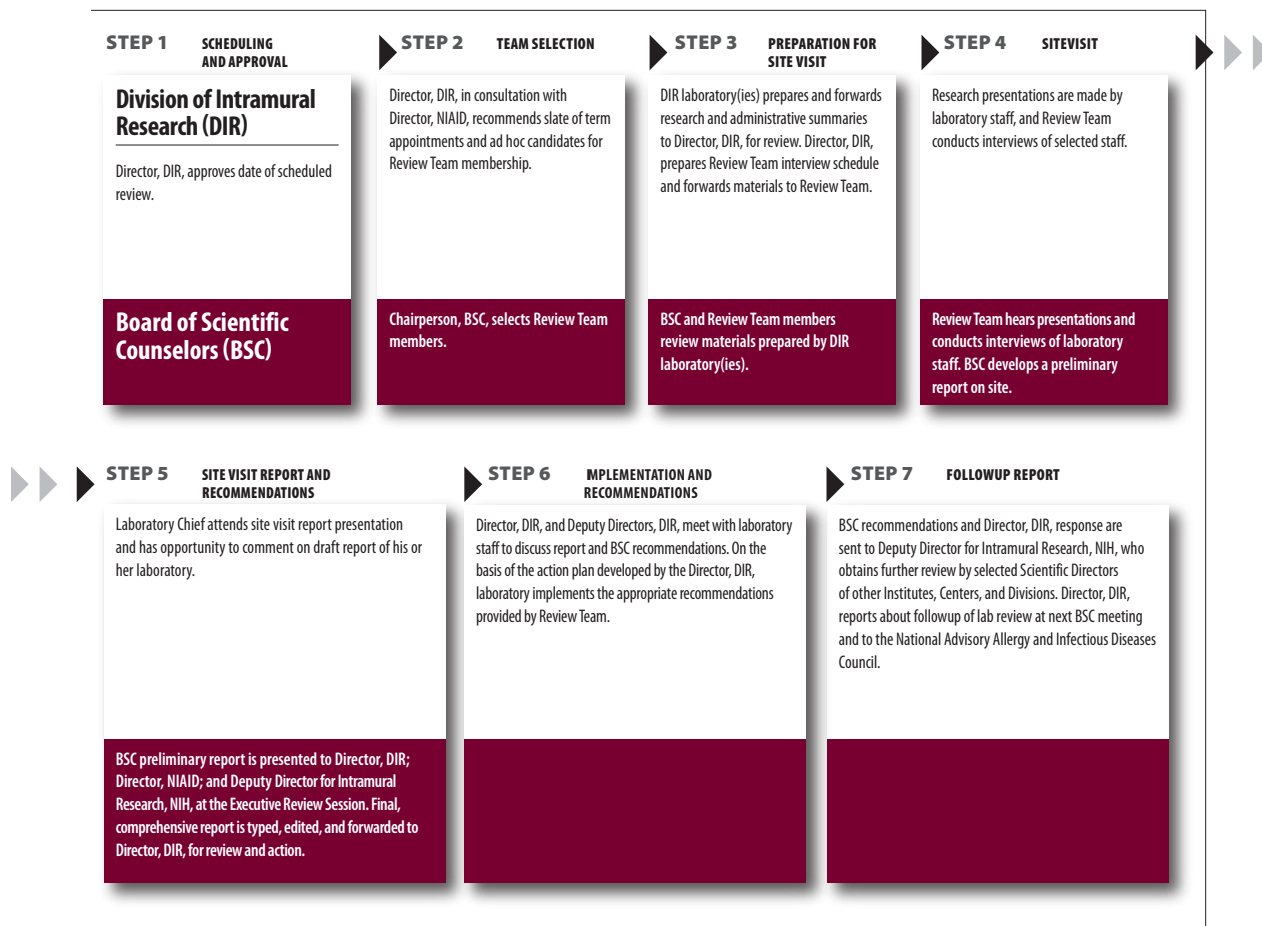 STEP 1 SCHEDULING
AND APPROVAL
Division of Intramural
Research (DIR)
Director, DIR, approves date of scheduled
review.
Board of Scientific
Counselors (BSC)
STEP 2 TEAM SELECTION
Director, DIR, in consultation with
Director, NIAID, recommends slate of term
appointments and ad hoc candidates for
Review Team membership.
Chairperson, BSC, selects Review Team
members.
STEP 3 PREPARATION FOR
SITE VISIT
DIR laboratory(ies) prepares and forwards
research and administrative summaries
to Director, DIR, for review. Director, DIR,
prepares Review Team interview schedule
and forwards materials to Review Team.
BSC and Review Team members
review materials prepared by DIR
laboratory(ies).
STEP 4 SITEVISIT
Research presentations are made by
laboratory staff, and Review Team
conducts interviews of selected staff.
Review Team hears presentations and
conducts interviews of laboratory
staff. BSC develops a preliminary
report on site.
STEP 5 SITE VISIT REPORT AND
RECOMMENDATIONS
Laboratory Chief attends site visit report presentation
and has opportunity to comment on draft report of his or
her laboratory.
BSC preliminary report is presented to Director, DIR;
Director, NIAID; and Deputy Director for Intramural
Research, NIH, at the Executive Review Session. Final,
comprehensive report is typed, edited, and forwarded to
Director, DIR, for review and action.
STEP 6 IMPLEMENTATION AND
RECOMMENDATIONS
Director, DIR, and Deputy Directors, DIR, meet with laboratory
staff to discuss report and BSC recommendations. On the
basis of the action plan developed by the Director, DIR,
laboratory implements the appropriate recommendations
provided by Review Team.
STEP 7 FOLLOWUP REPORT
BSC recommendations and Director, DIR, response are
sent to Deputy Director for Intramural Research, NIH, who
obtains further review by selected Scientific Directors
of other Institutes, Centers, and Divisions. Director, DIR,
reports about followup of lab review at next BSC meeting
and to the National Advisory Allergy and Infectious Diseases
Council.